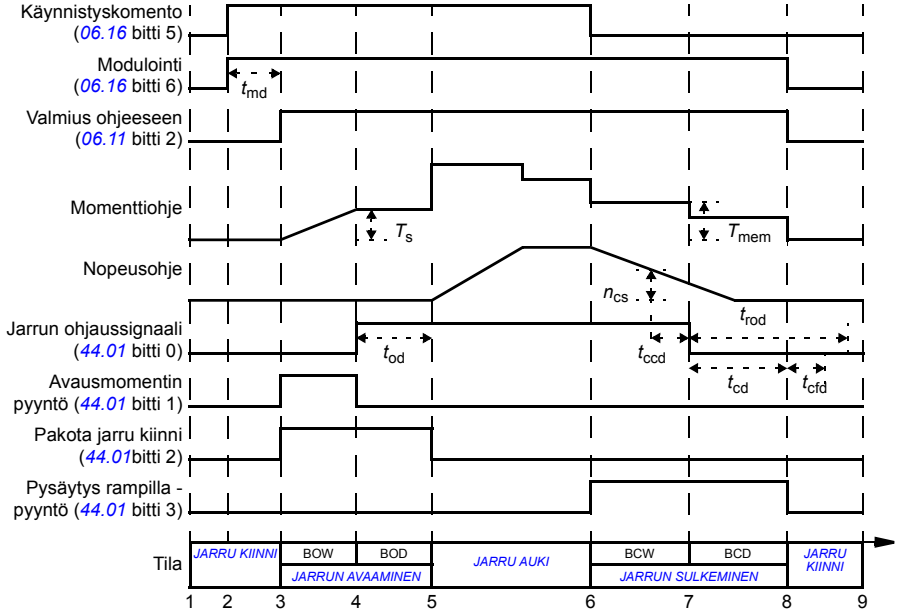 Käynnistyskomento
(06.16 bitti 5)
Modulointi
(06.16 bitti 6)
tmd
Valmius ohjeeseen
(06.11 bitti 2)
Momenttiohje
Ts
Tmem
Nopeusohje
ncs
trod
Jarrun ohjaussignaali
(44.01 bitti 0)
tod
tccd
tcd
tcfd
Avausmomentin
pyyntö (44.01 bitti 1)
Pakota jarru kiinni
(44.01bitti 2)
Pysäytys rampilla -
pyyntö (44.01 bitti 3)
Tila
JARRU KIINNI
BOW
BOD
JARRUN AVAAMINEN
JARRU AUKI
BCW
BCD
JARRUN SULKEMINEN
JARRU
KIINNI
1 2 3 4 5 6 7 8 9